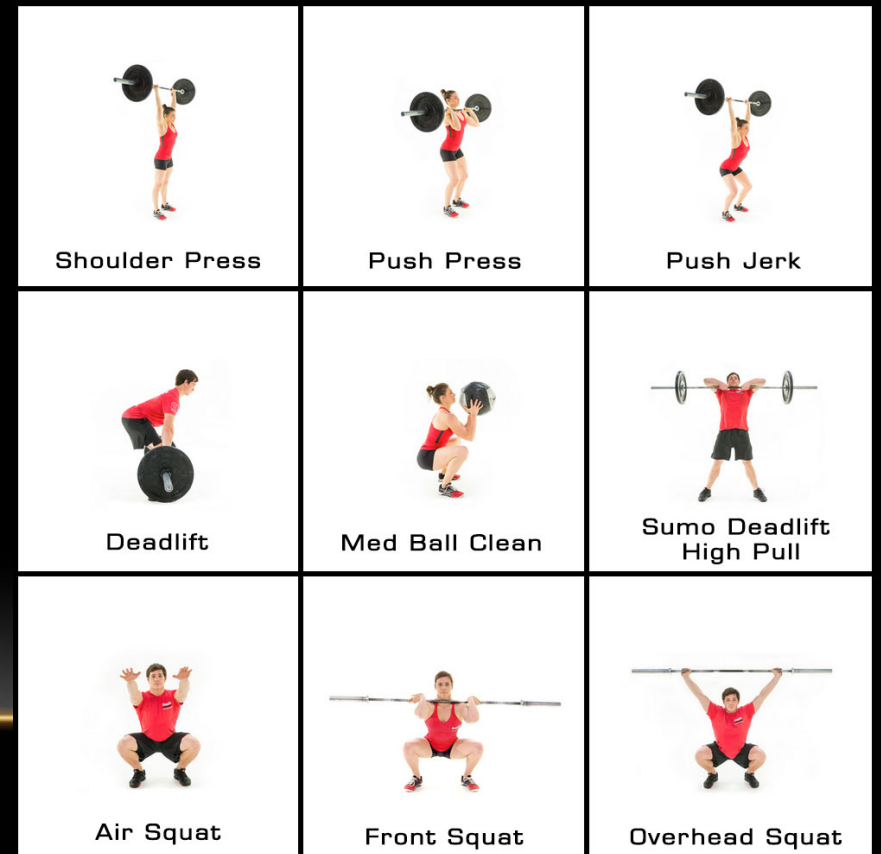 Shoulder Press
Push Press
Push Jerk
Deadlift
Med Ball Clean
Sumo Deadlift
High Pull
Air Squat
Front Squat
Overhead Squat